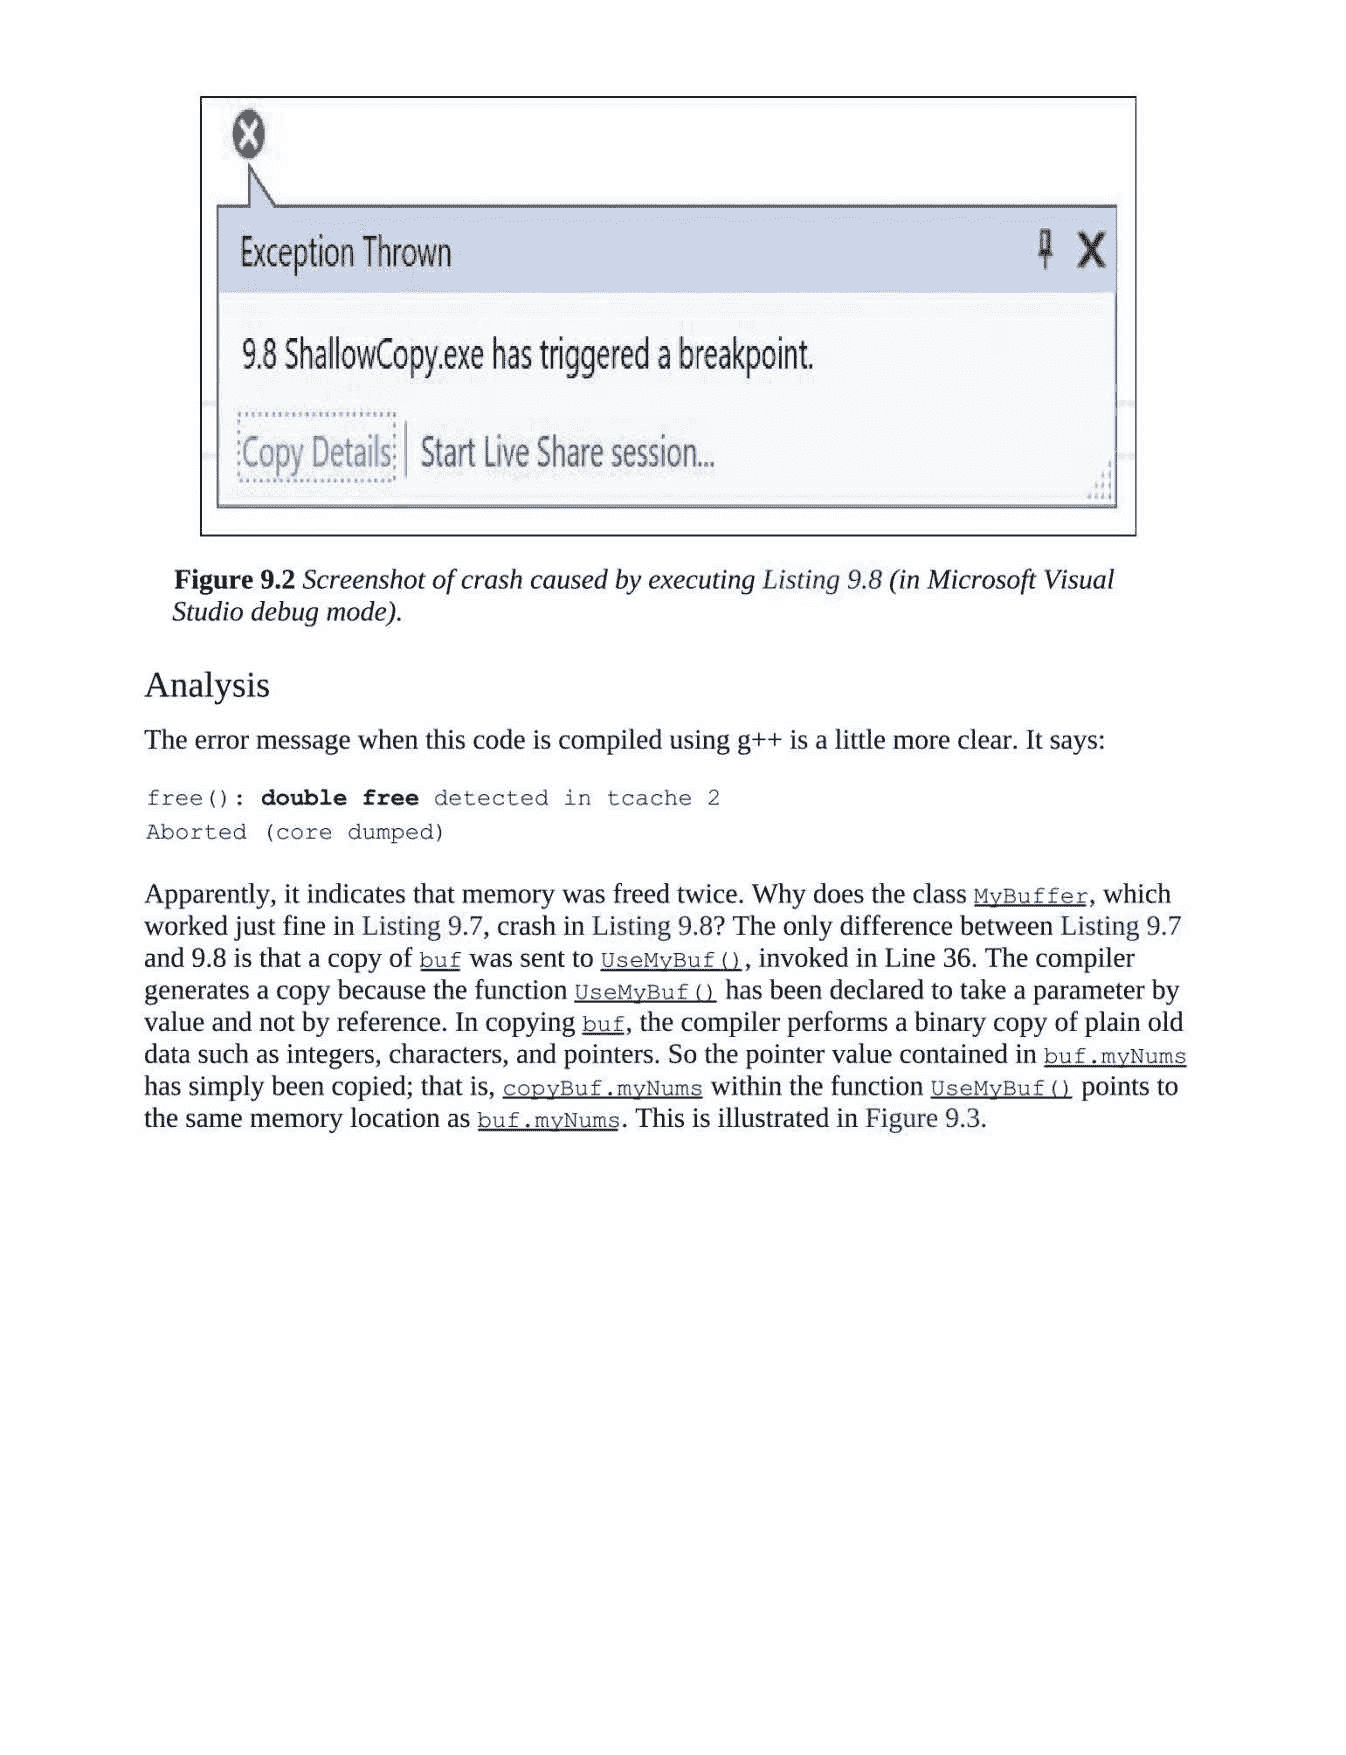 Exception Thrown
9.8 ShallowCopy.exe has triggered a breakpoint.
Copy Details | Start Live Share session...
Figure 9.2 Screenshot of crash caused by executing Listing 9.8 (in Microsoft Visual
Studio debug mode).
Analysis
The error message when this code is compiled using g++ is a little more clear. It says:
free(): double free detected in tcache 2
Aborted (core dumped)
Apparently, it indicates that memory was freed twice. Why does the class MyBuffer, which
worked just fine in Listing 9.7, crash in Listing 9.8? The only difference between Listing 9.7
and 9.8 is that a copy of buf was sent to UseMyBuf(), invoked in Line 36. The compiler
generates a copy because the function UseMyBuf() has been declared to take a parameter by
value and not by reference. In copying buf, the compiler performs a binary copy of plain old
data such as integers, characters, and pointers. So the pointer value contained in buf.myNums
has simply been copied; that is, copyBuf.myNums within the function UseMyBuf() points to
the same memory location as buf.myNums. This is illustrated in Figure 9.3.